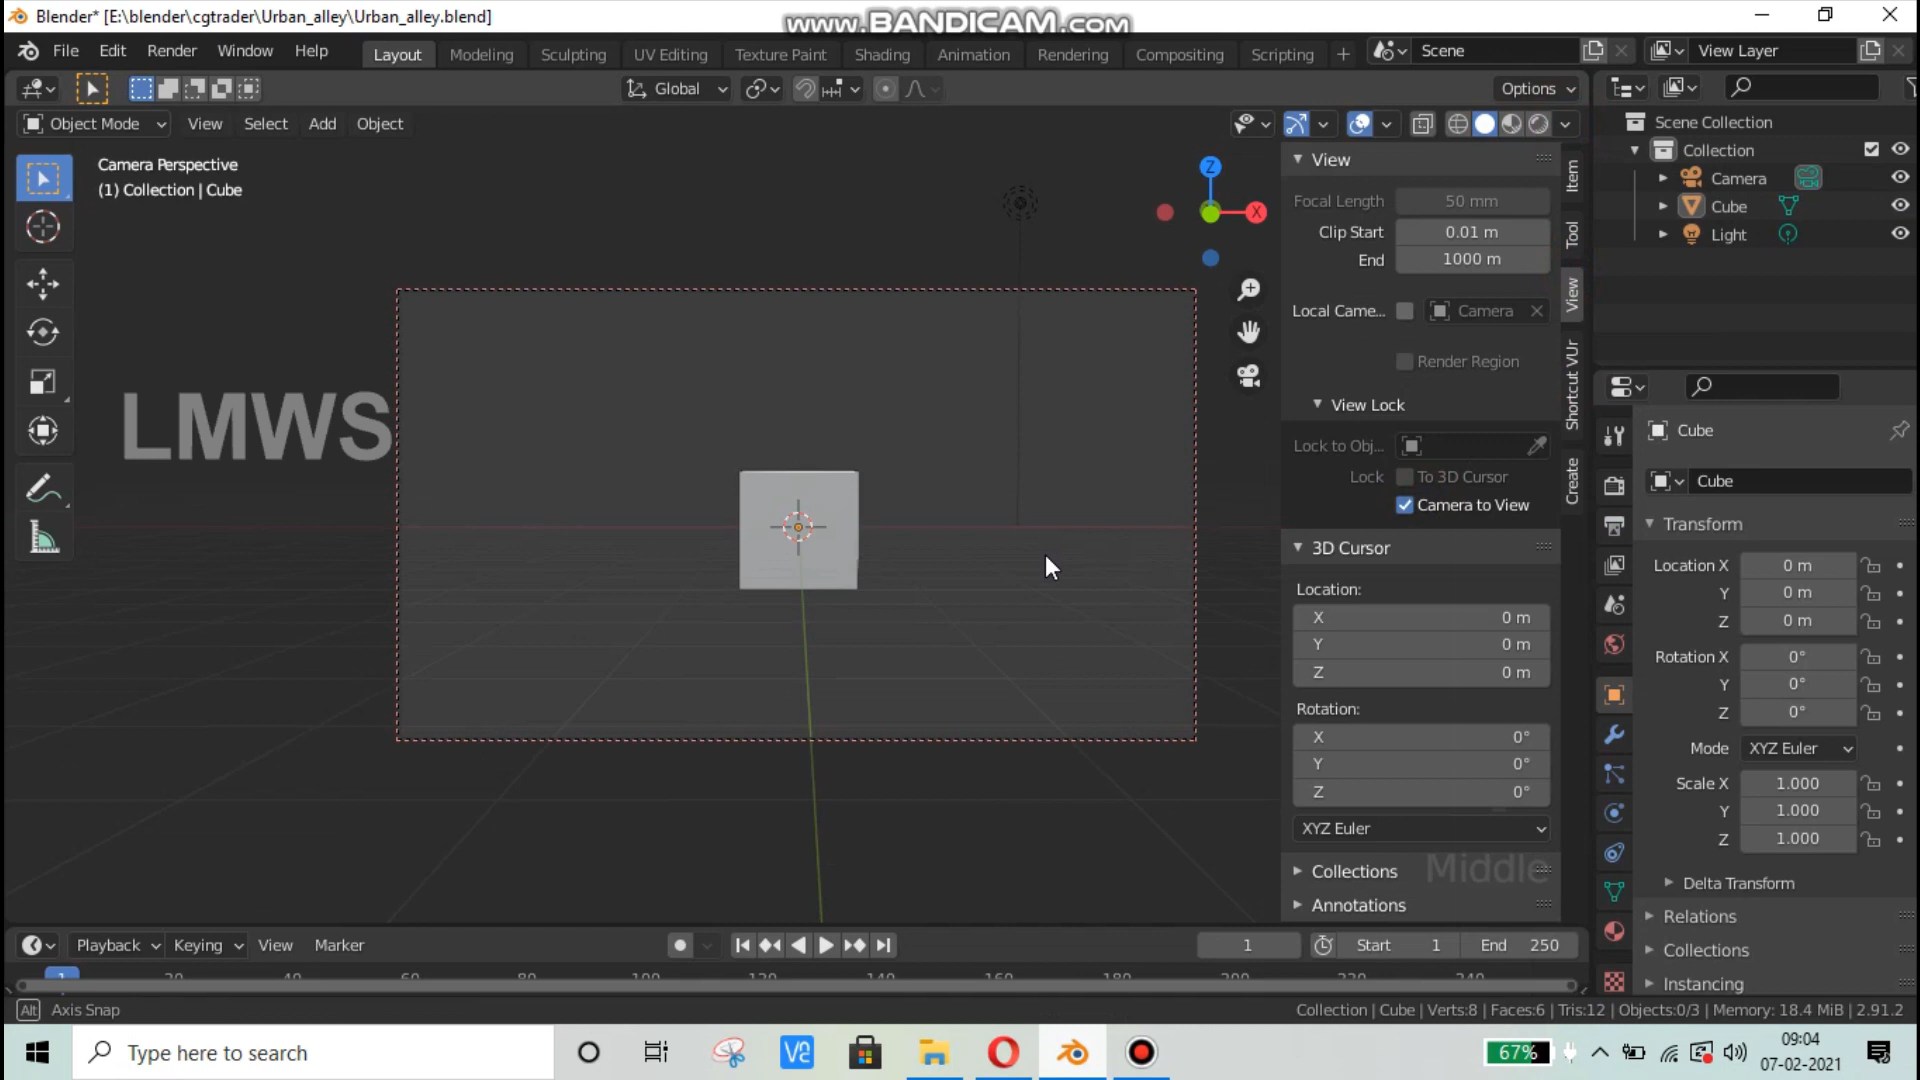 Blender* [E:\blender\cgtrader\Urban_alley\Urban_alley.blend]
www.BANDICAM.com
File Edit Render Window Help
Layout Modeling Sculpting UV Editing Texture Paint Shading Animation Rendering Compositing Scripting +
Scene
View Layer
Global
Options
Object Mode View Select Add Object
Camera Perspective
(1) Collection | Cube
Z
X
LMWS
View
Focal Length 50 mm
Clip Start 0.01 m
End 1000 m
Local Came... Camera
Render Region
View Lock
Lock to Obj...
Lock To 3D Cursor
Camera to View
3D Cursor
Location:
X 0 m
Y 0 m
Z 0 m
Rotation:
X 0°
Y 0°
Z 0°
XYZ Euler
Collections
Middle
Annotations
Item
Tool
View
Shortcut VUr
Create
Scene Collection
Collection
Camera
Cube
Light
Cube
Cube
Transform
Location X 0 m
Y 0 m
Z 0 m
Rotation X 0°
Y 0°
Z 0°
Mode XYZ Euler
Scale X 1.000
Y 1.000
Z 1.000
Delta Transform
Relations
Collections
Instancing
Playback Keying View Marker
1 Start 1 End 250
1 20 40 60 80 100 120 140 160 180 200 220 240
Alt Axis Snap
Collection | Cube | Verts:8 | Faces:6 | Tris:12 | Objects:0/3 | Memory: 18.4 MiB | 2.91.2
Type here to search
67%
09:04
07-02-2021